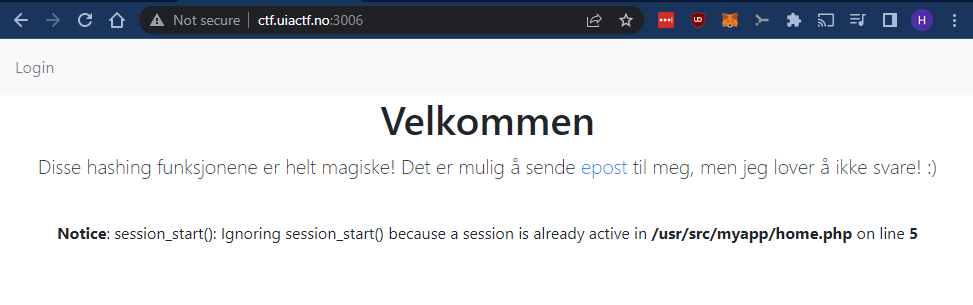 Not secure | ctf.uiactf.no:3006
H
Login
Velkommen
Disse hashing funksjonene er helt magiske! Det er mulig å sende epost til meg, men jeg lover å ikke svare! :)
Notice: session_start(): Ignoring session_start() because a session is already active in /usr/src/myapp/home.php on line 5